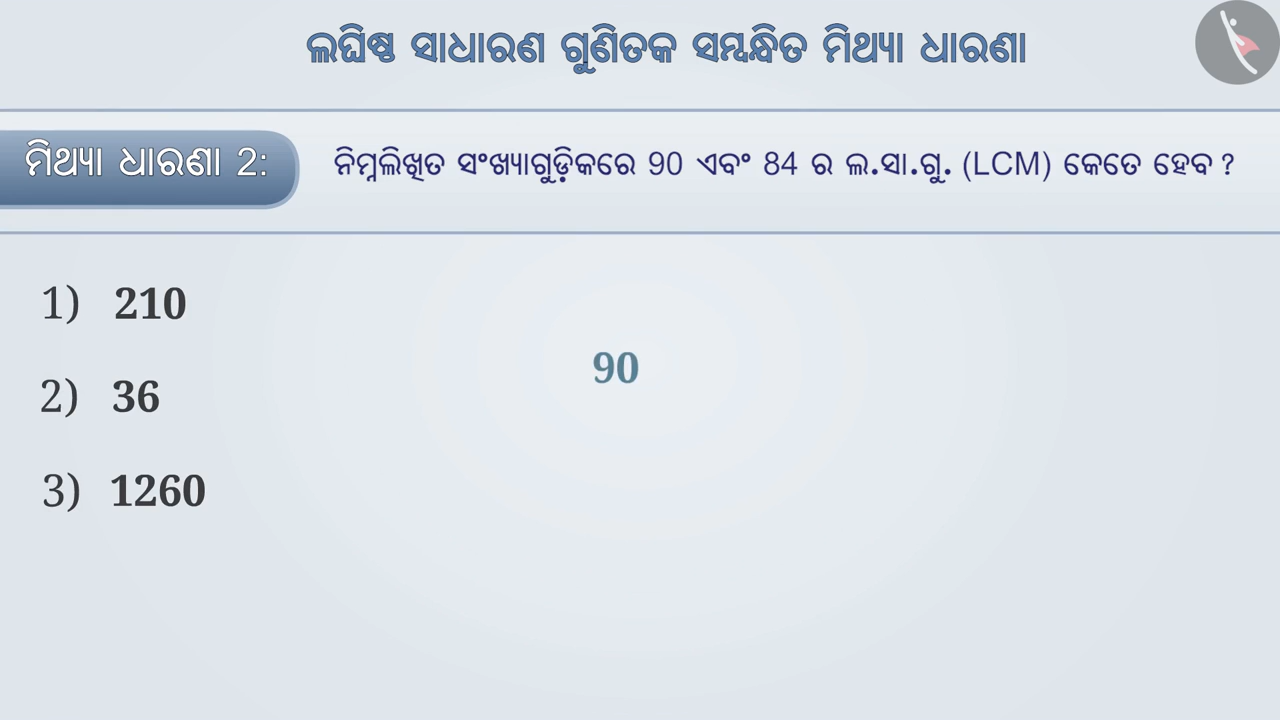 ଲଘିଷ୍ଠ ସାଧାରଣ ଗୁଣିତକ ସମ୍ବନ୍ଧିତ ମିଥ୍ୟା ଧାରଣା
ମିଥ୍ୟା ଧାରଣା 2: ନିମ୍ନଲିଖିତ ସଂଖ୍ୟାଗୁଡ଼ିକରେ 90 ଏବଂ 84 ର ଲ.ସା.ଗୁ. (LCM) କେତେ ହେବ ?
1) 210
90
2) 36
3) 1260